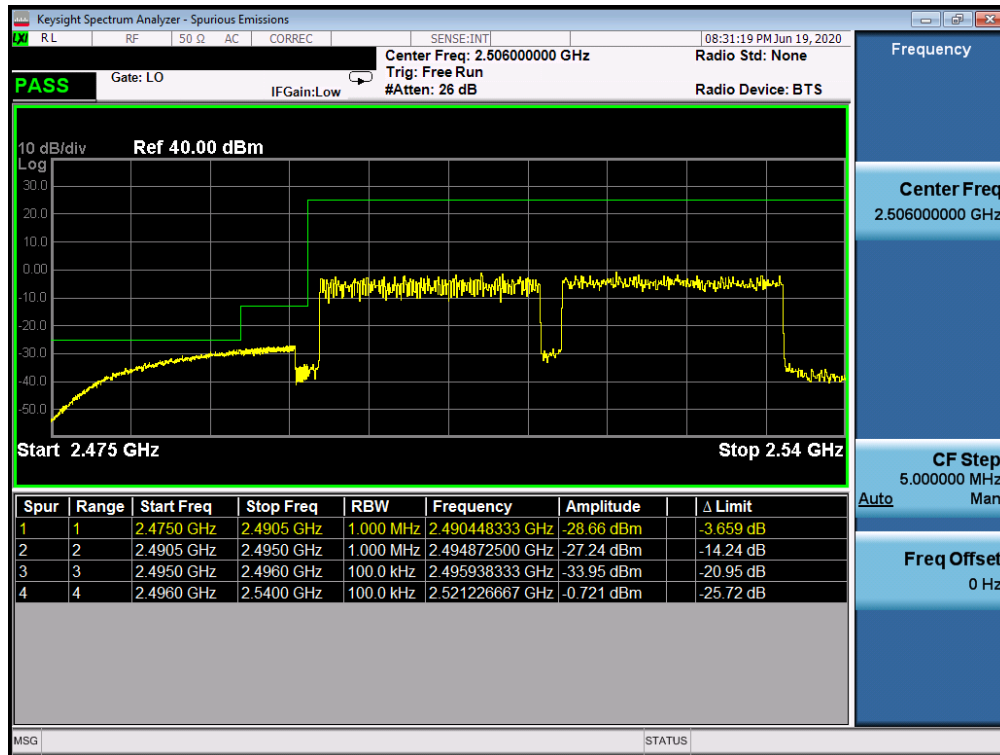 Keysight Spectrum Analyzer - Spurious Emissions
LXI RL RF 50 Ω AC CORREC SENSE:INT 08:31:19 PM Jun 19, 2020
Center Freq: 2.506000000 GHz Radio Std: None
PASS Gate: LO Trig: Free Run
IFGain:Low #Atten: 26 dB Radio Device: BTS
10 dB/div Ref 40.00 dBm
Log
30.0
20.0
10.0
0.00
-10.0
-20.0
-30.0
-40.0
-50.0
Start 2.475 GHz Stop 2.54 GHz
Spur Range Start Freq Stop Freq RBW Frequency Amplitude Δ Limit
1 1 2.4750 GHz 2.4905 GHz 1.000 MHz 2.490448333 GHz -28.66 dBm -3.659 dB
2 2 2.4905 GHz 2.4950 GHz 1.000 MHz 2.494872500 GHz -27.24 dBm -14.24 dB
3 3 2.4950 GHz 2.4960 GHz 100.0 kHz 2.495938333 GHz -33.95 dBm -20.95 dB
4 4 2.4960 GHz 2.5400 GHz 100.0 kHz 2.521226667 GHz -0.721 dBm -25.72 dB
MSG STATUS
Frequency
Center Freq
2.506000000 GHz
CF Step
5.000000 MHz
Auto Man
Freq Offset
0 Hz